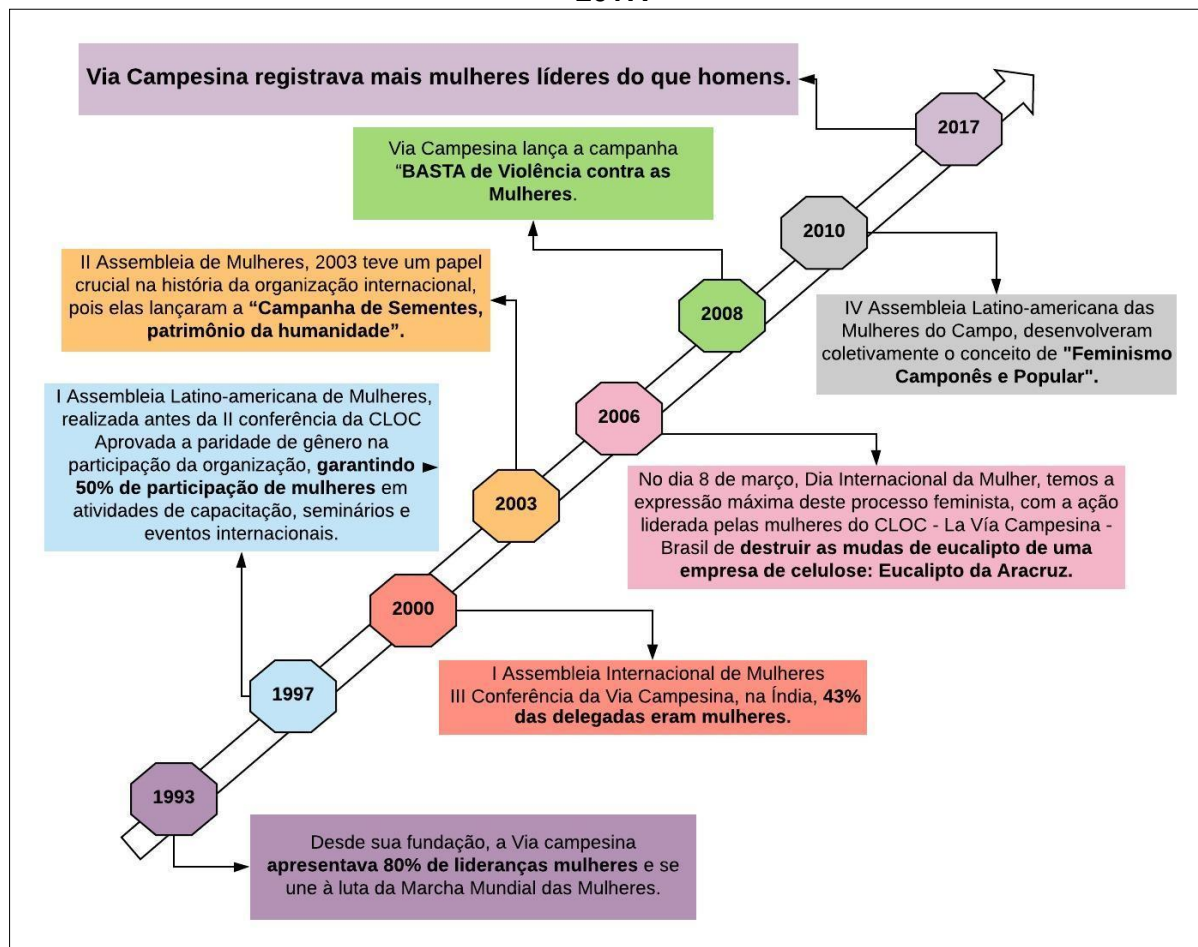 Via Campesina registrava mais mulheres líderes do que homens.
2017
Via Campesina lança a campanha
“BASTA de Violência contra as
Mulheres.
2010
II Assembleia de Mulheres, 2003 teve um papel
crucial na história da organização internacional,
pois elas lançaram a “Campanha de Sementes,
patrimônio da humanidade”.
2008
IV Assembleia Latino-americana das
Mulheres do Campo, desenvolveram
coletivamente o conceito de "Feminismo
Camponês e Popular".
I Assembleia Latino-americana de Mulheres,
realizada antes da II conferência da CLOC
Aprovada a paridade de gênero na
participação da organização, garantindo
50% de participação de mulheres em
atividades de capacitação, seminários e
eventos internacionais.
2006
2003
No dia 8 de março, Dia Internacional da Mulher, temos a
expressão máxima deste processo feminista, com a ação
liderada pelas mulheres do CLOC - La Vía Campesina -
Brasil de destruir as mudas de eucalipto de uma
empresa de celulose: Eucalipto da Aracruz.
2000
1997
I Assembleia Internacional de Mulheres
III Conferência da Via Campesina, na Índia, 43%
das delegadas eram mulheres.
1993
Desde sua fundação, a Via campesina
apresentava 80% de lideranças mulheres e se
une à luta da Marcha Mundial das Mulheres.